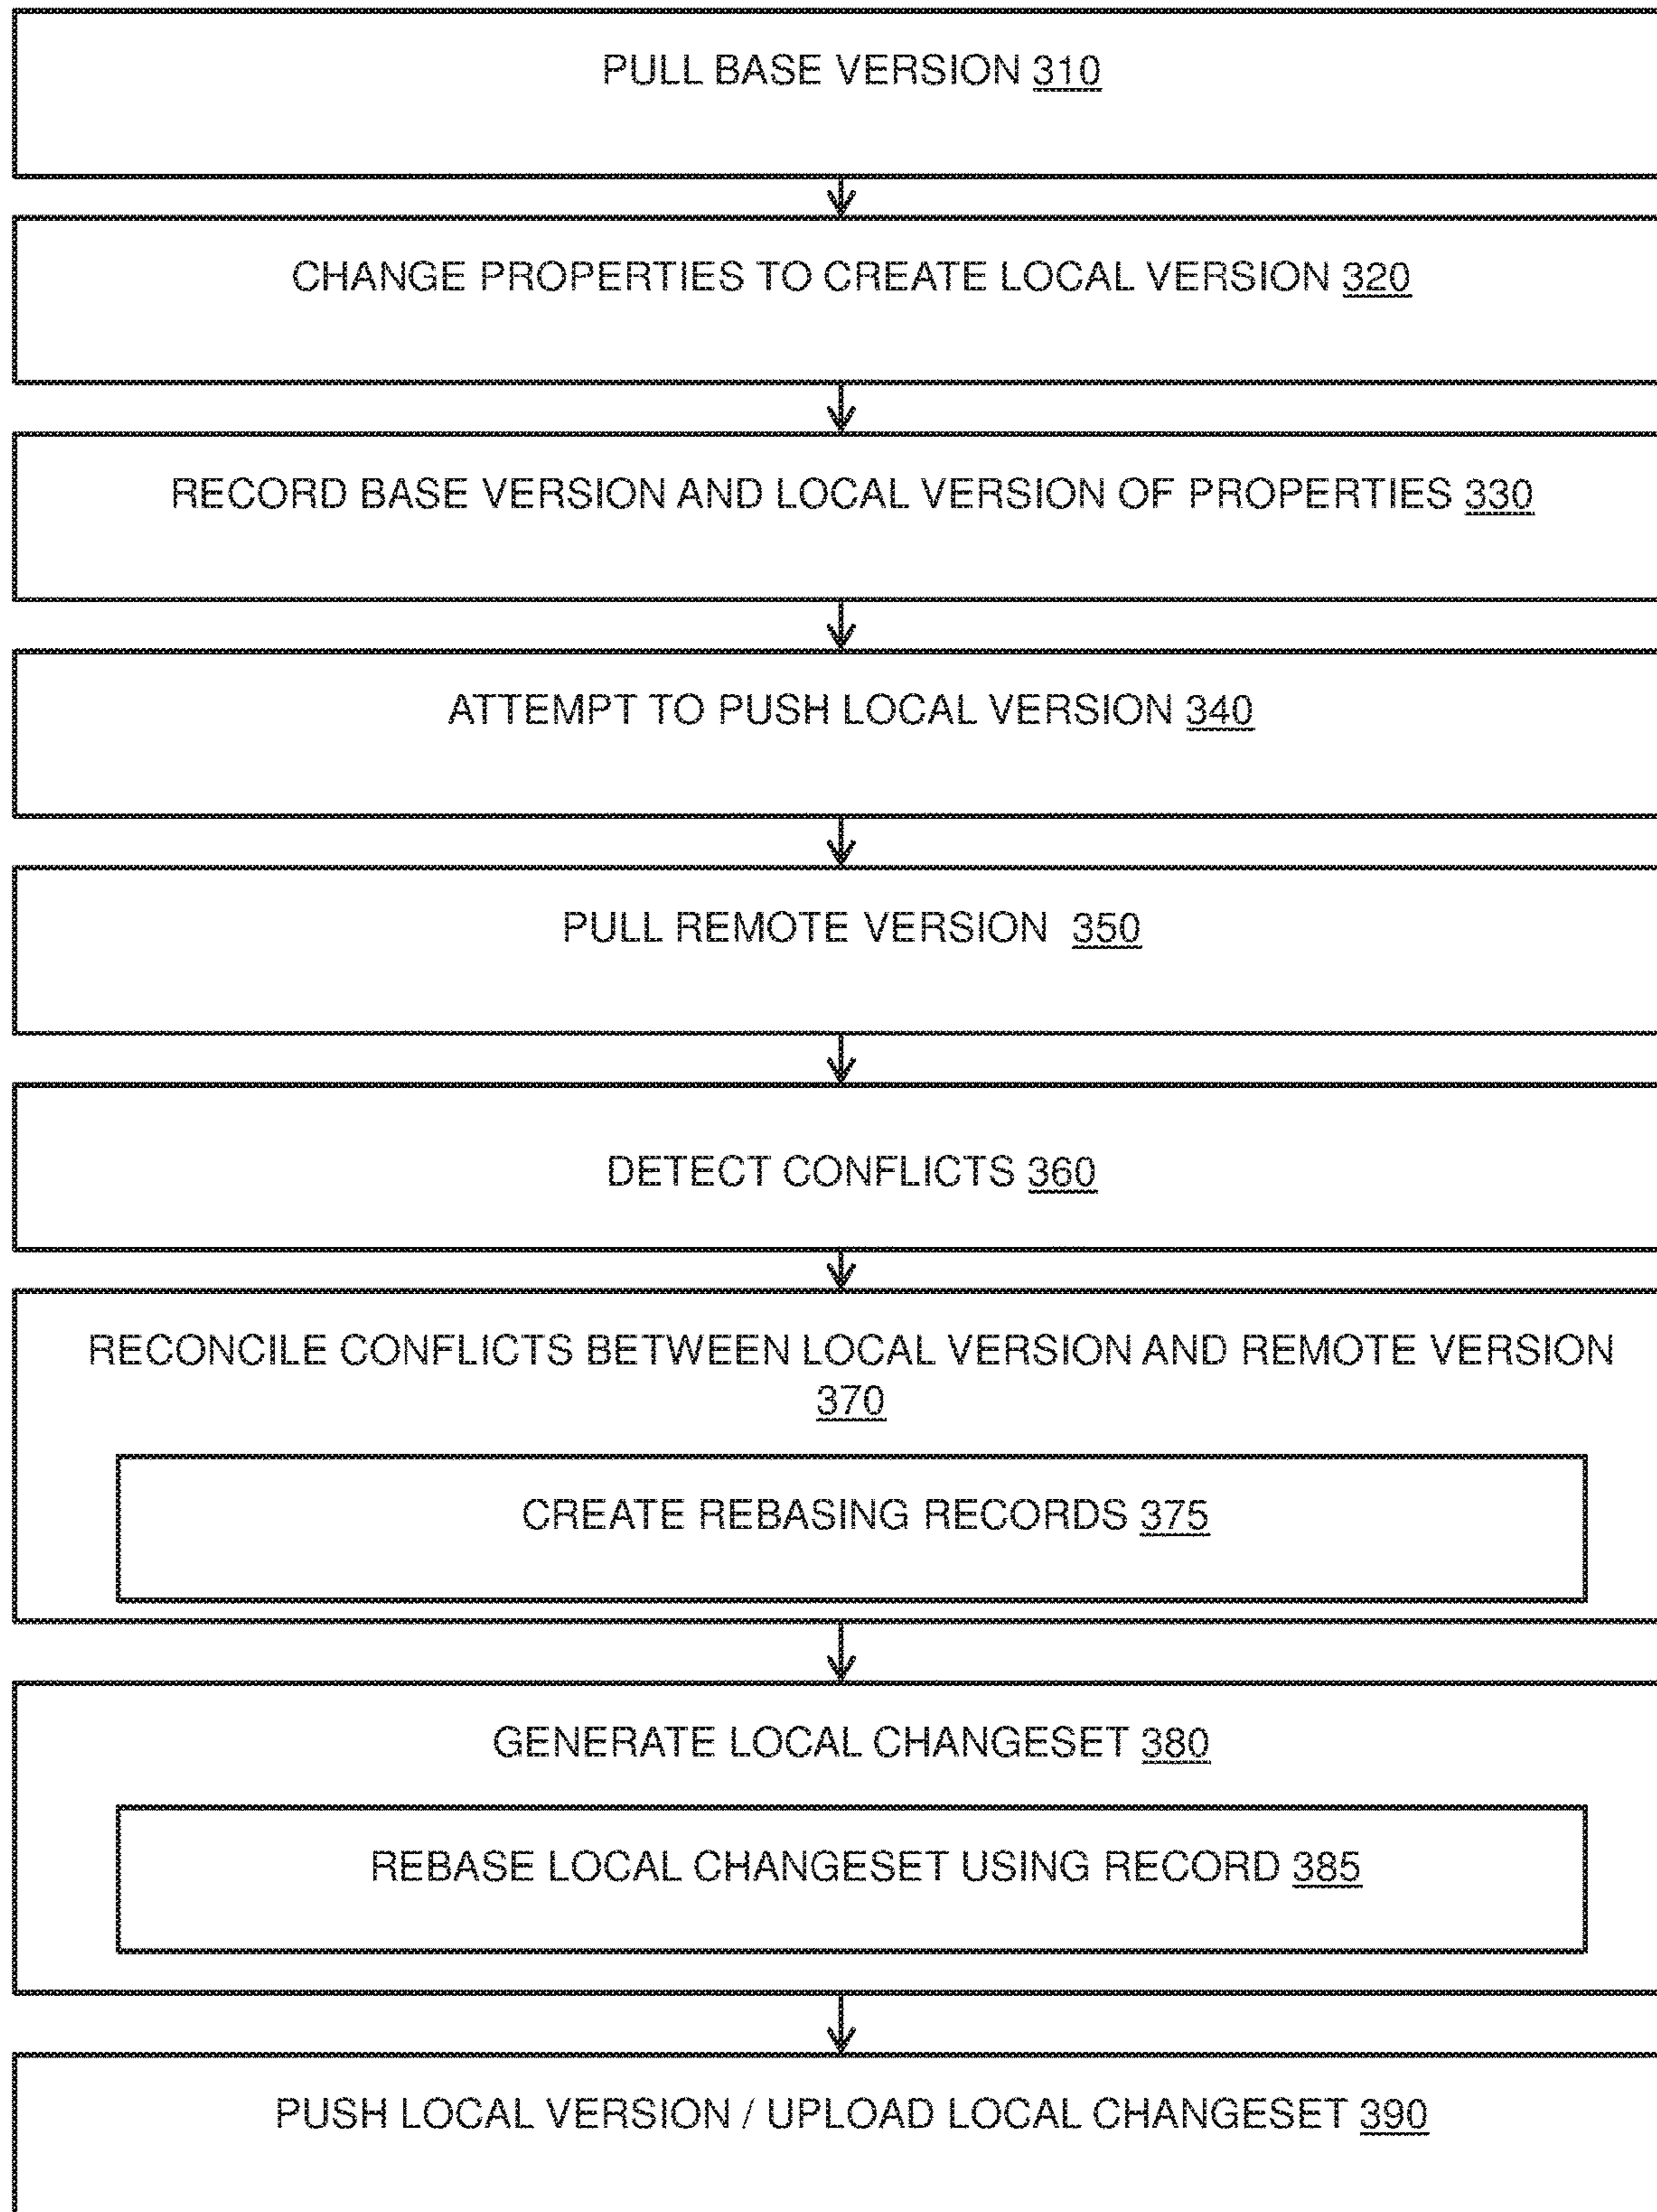 PULL BASE VERSION 310
CHANGE PROPERTIES TO CREATE LOCAL VERSION 320
RECORD BASE VERSION AND LOCAL VERSION OF PROPERTIES 330
ATTEMPT TO PUSH LOCAL VERSION 340
PULL REMOTE VERSION 350
DETECT CONFLICTS 360
RECONCILE CONFLICTS BETWEEN LOCAL VERSION AND REMOTE VERSION
370
CREATE REBASING RECORDS 375
GENERATE LOCAL CHANGESET 380
REBASE LOCAL CHANGESET USING RECORD 385
PUSH LOCAL VERSION / UPLOAD LOCAL CHANGESET 390